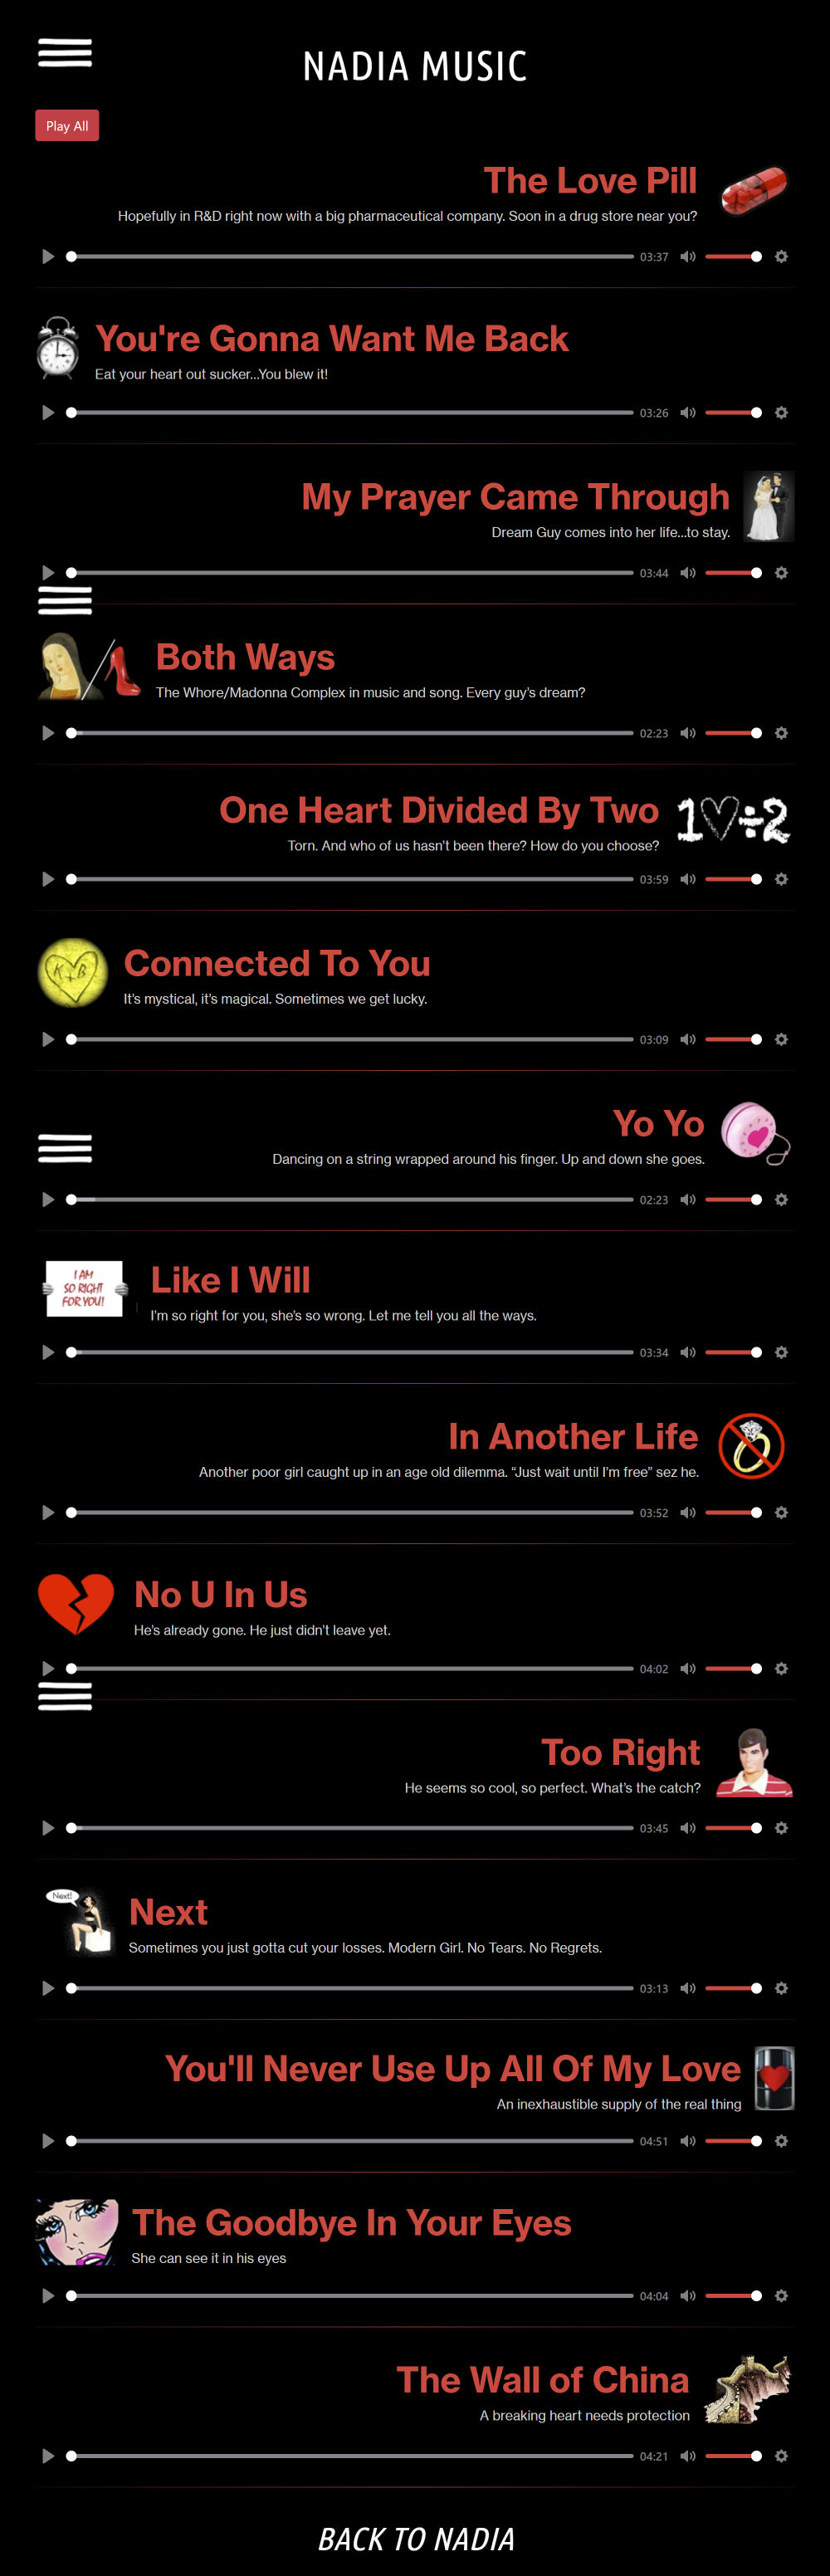 NADIA MUSIC
Play All
The Love Pill
Hopefully in R&D right now with a big pharmaceutical company. Soon in a drug store near you?
03:37
You're Gonna Want Me Back
Eat your heart out sucker...You blew it!
03:26
My Prayer Came Through
Dream Guy comes into her life...to stay.
03:44
Both Ways
The Whore/Madonna Complex in music and song. Every guy's dream?
02:23
One Heart Divided By Two
1♡÷2
Torn. And who of us hasn't been there? How do you choose?
03:59
K + B
Connected To You
It's mystical, it's magical. Sometimes we get lucky.
03:09
Yo Yo
Dancing on a string wrapped around his finger. Up and down she goes.
02:23
I AM
SO RIGHT
FOR YOU!
Like I Will
I'm so right for you, she's so wrong. Let me tell you all the ways.
03:34
In Another Life
Another poor girl caught up in an age old dilemma. “Just wait until I'm free” sez he.
03:52
No U In Us
He's already gone. He just didn't leave yet.
04:02
Too Right
He seems so cool, so perfect. What's the catch?
03:45
Next!
Next
Sometimes you just gotta cut your losses. Modern Girl. No Tears. No Regrets.
03:13
You'll Never Use Up All Of My Love
An inexhaustible supply of the real thing
04:51
The Goodbye In Your Eyes
She can see it in his eyes
04:04
The Wall of China
A breaking heart needs protection
04:21
BACK TO NADIA